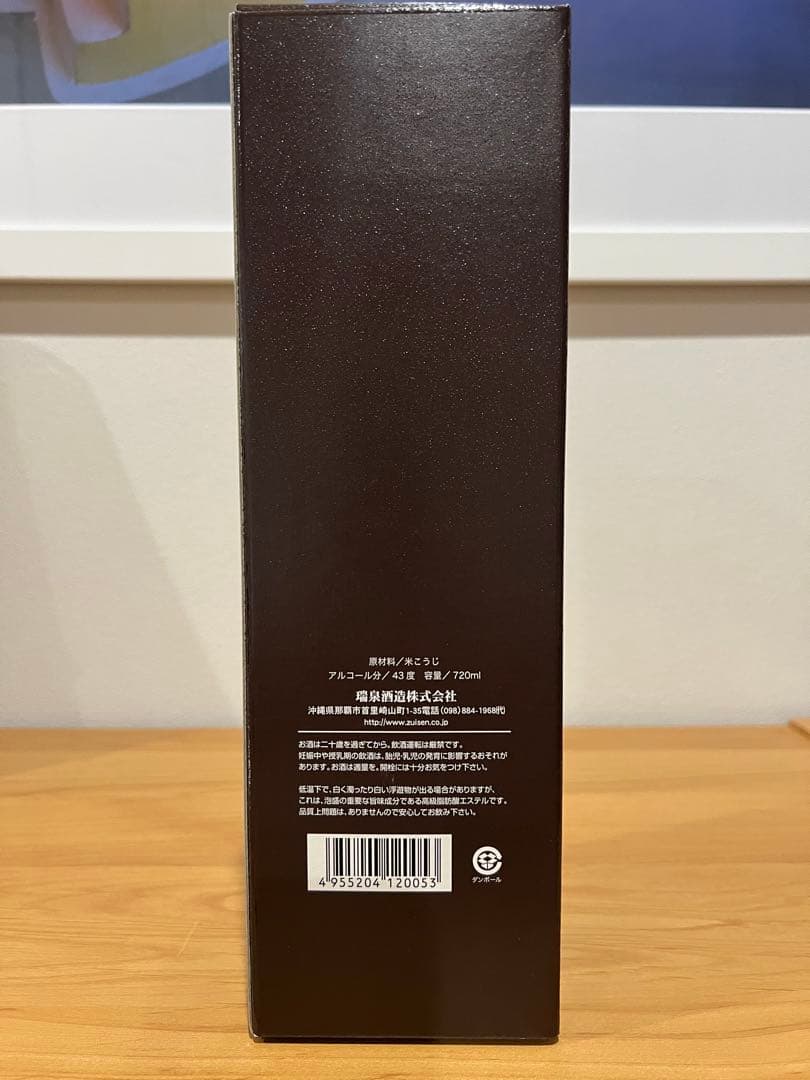 原材料／米こうじ
アルコール分／43度 容量／720ml
瑞泉酒造株式会社
沖縄県那覇市首里崎山町1-35電話(098)884-1968代)
http://www.zuisen.co.jp
お酒は二十歳を過ぎてから。飲酒運転は厳禁です。
妊娠中や授乳期の飲酒は、胎児・乳児の発育に影響するおそれが
あります。お酒は適量を。開栓には十分お気をつけ下さい。
低温下で、白く濁ったり白い浮遊物が出る場合がありますが、
これは、泡盛の重要な旨味成分である高級脂肪酸エステルです。
品質上問題は、ありませんので安心してお飲み下さい。
4955204120053
ダンボール